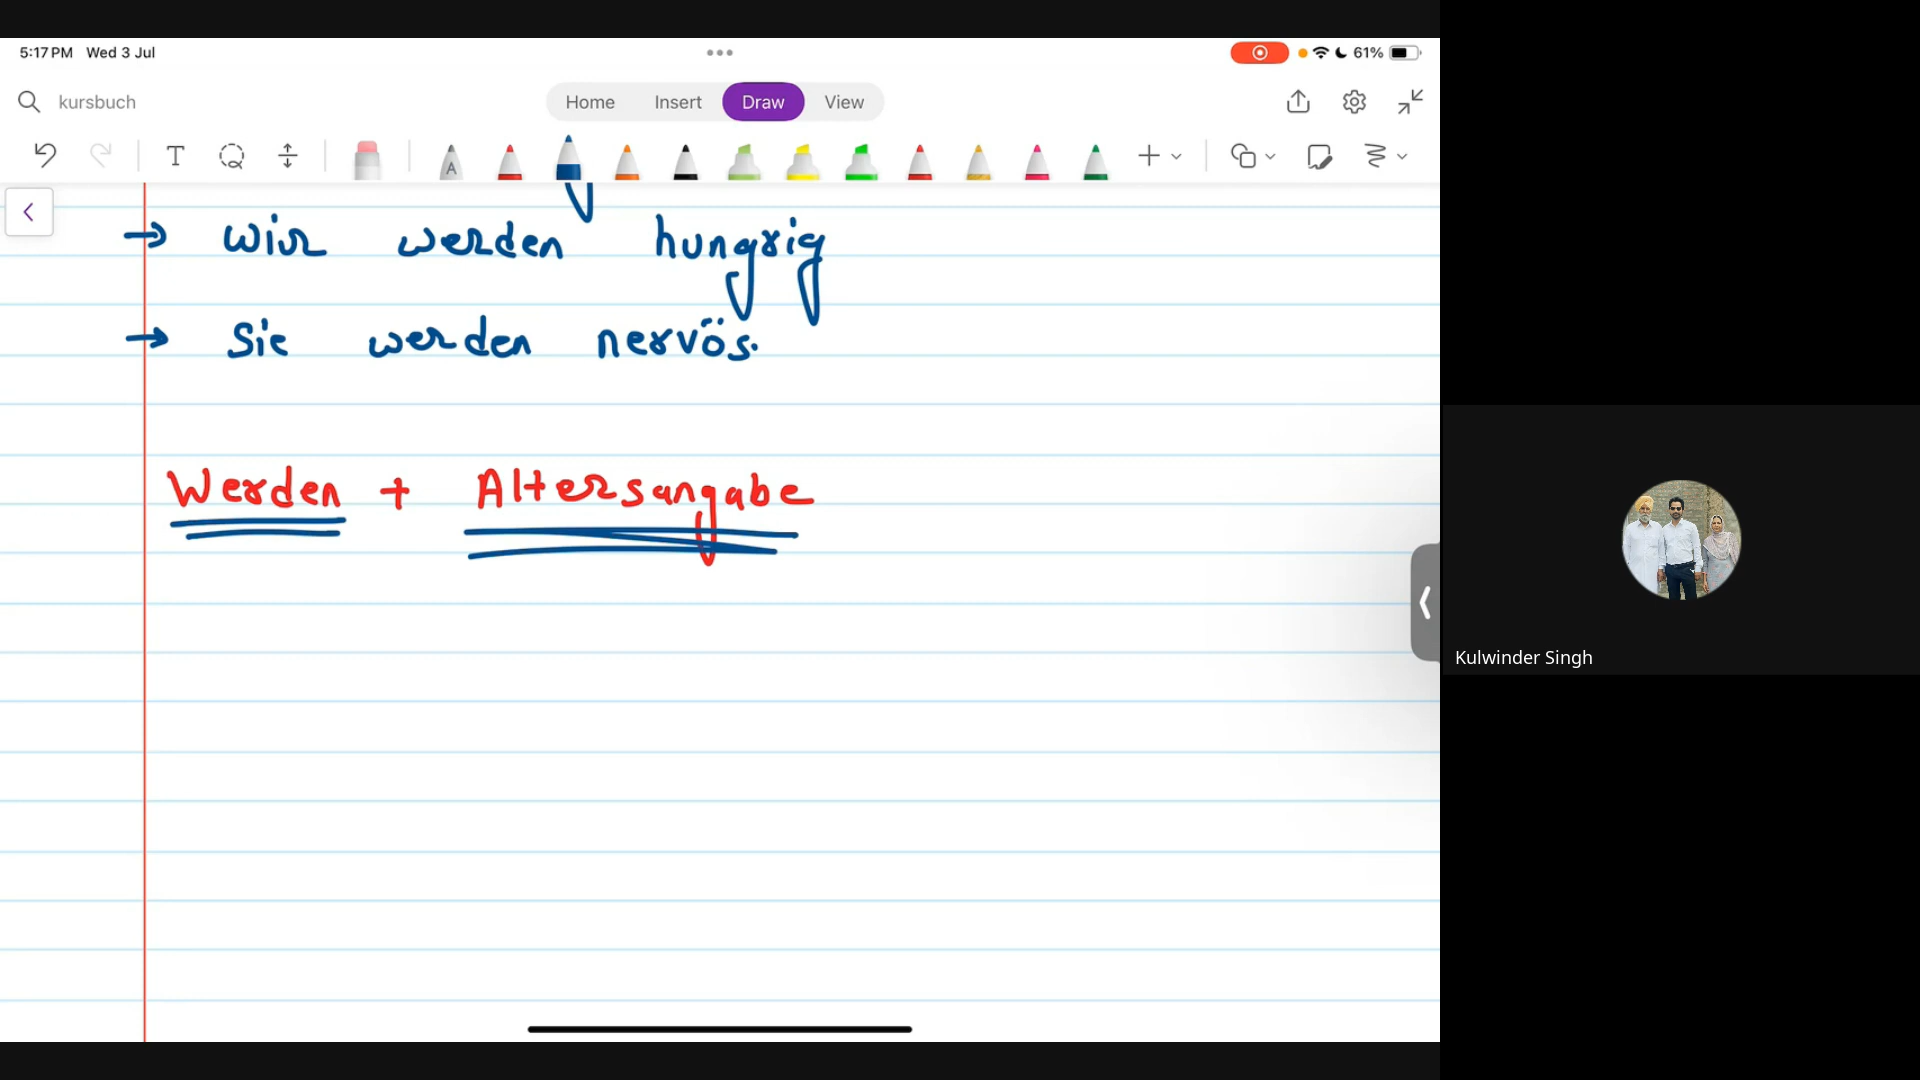 5:17 PM Wed 3 Jul
61%
kursbuch
Home Insert Draw View
T A
→ wir werden hungrig
→ Sie werden nervös.
Werden + Altersangabe
Kulwinder Singh